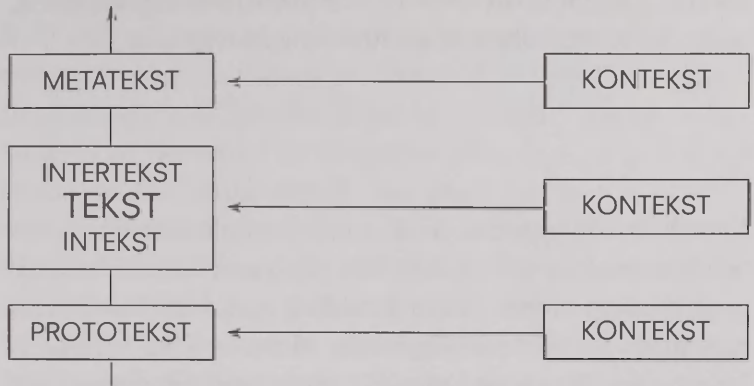 METATEKST
KONTEKST
INTERTEKST
TEKST
INTEKST
KONTEKST
PROTOTEKST
KONTEKST